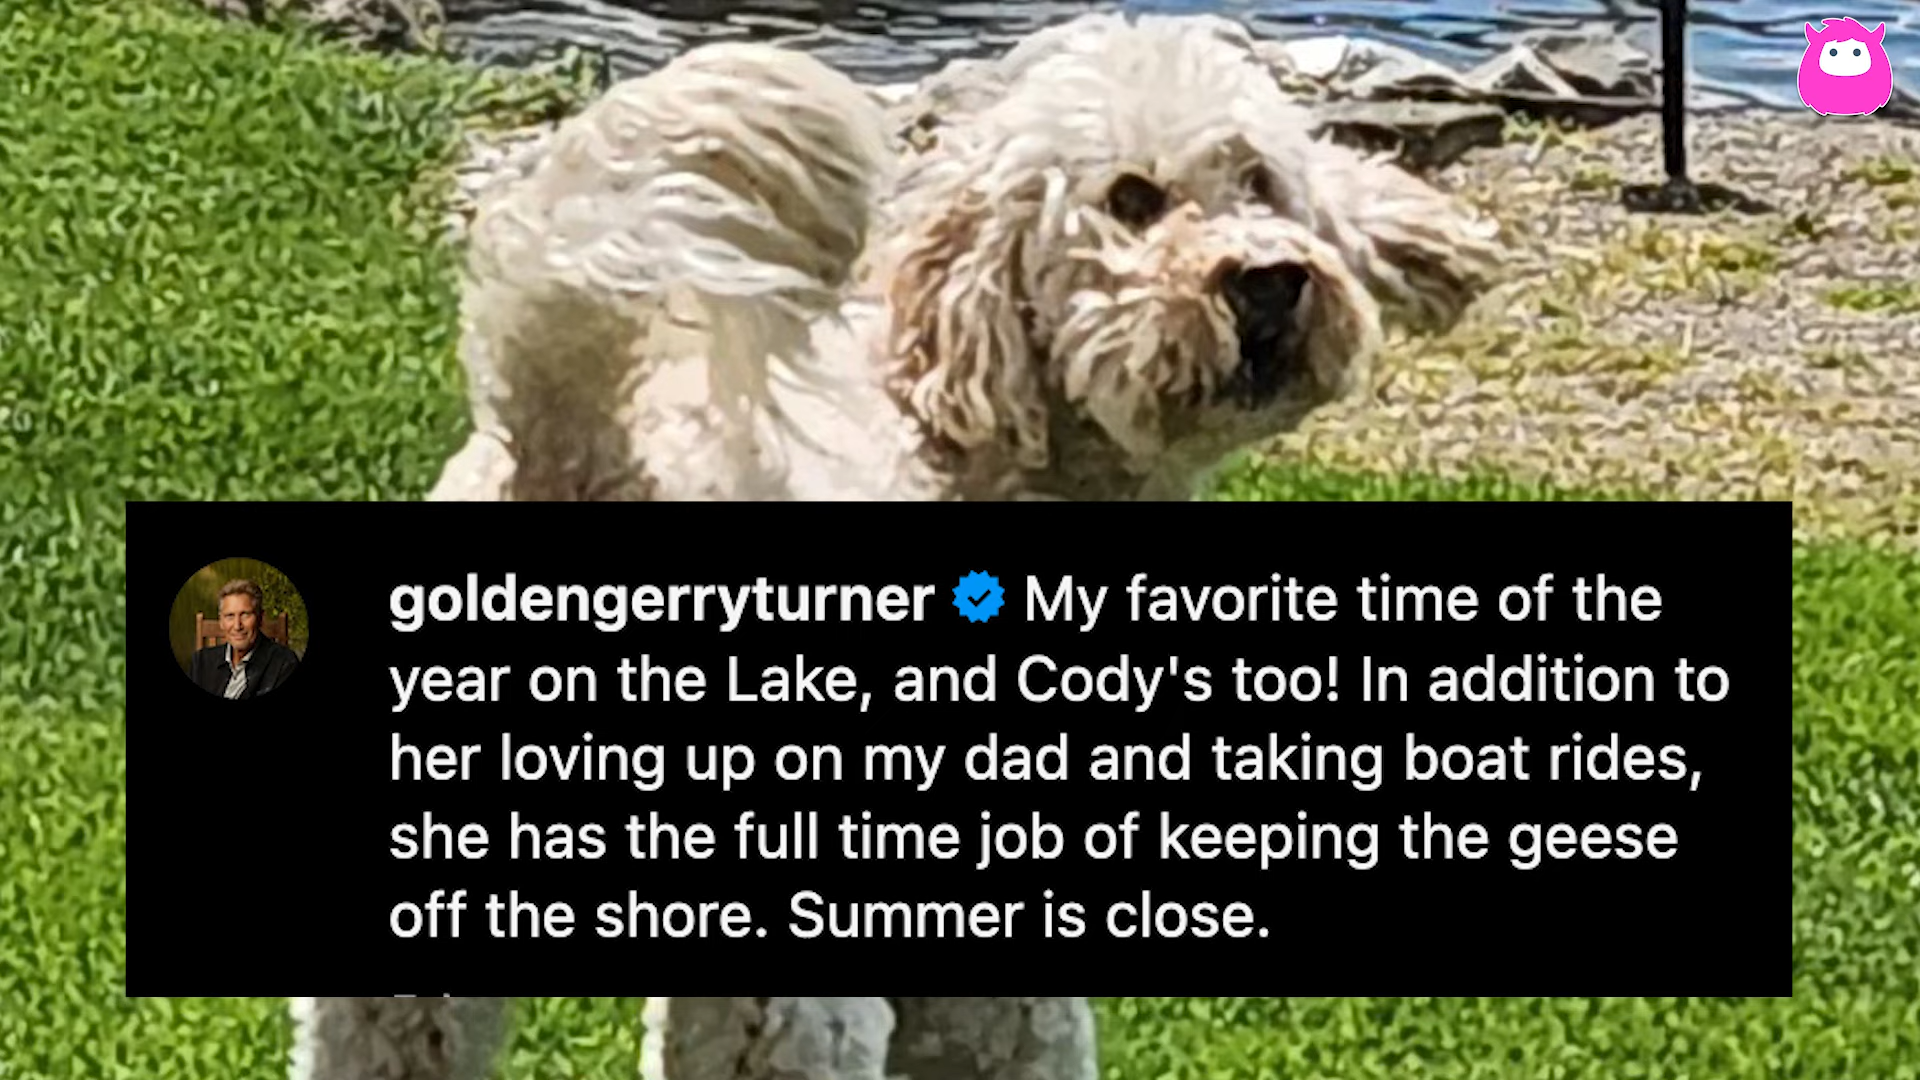 goldengerryturner My favorite time of the
year on the Lake, and Cody's too! In addition to
her loving up on my dad and taking boat rides,
she has the full time job of keeping the geese
off the shore. Summer is close.